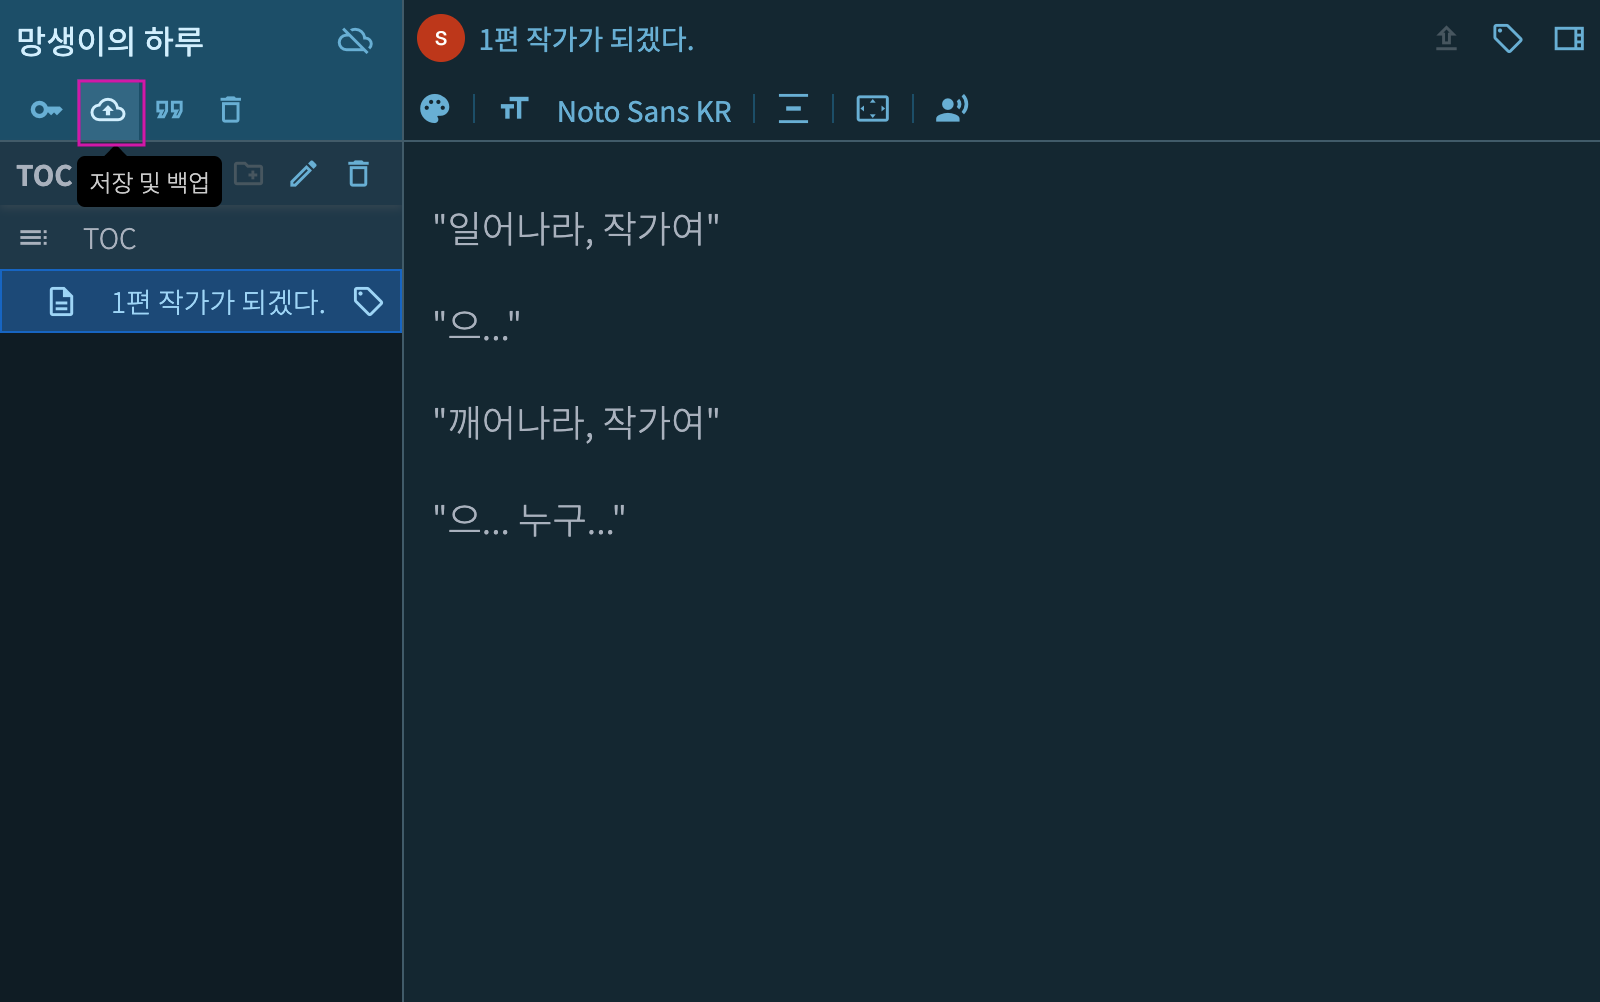 망생이의 하루
저장 및 백업
TOC
TOC
1편 작가가 되겠다.
S
1편 작가가 되겠다.
Noto Sans KR
"일어나라, 작가여"
"으..."
"깨어나라, 작가여"
"으... 누구..."